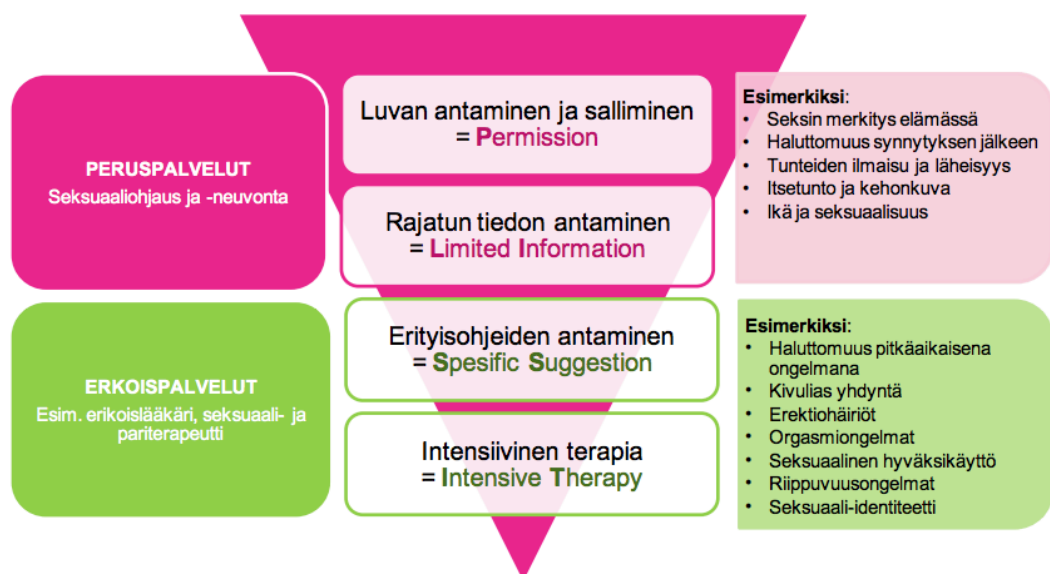 PERUSPALVELUT
Seksuaaliohjaus ja -neuvonta
Luvan antaminen ja salliminen
= Permission
Rajatun tiedon antaminen
= Limited Information
Esimerkiksi:
• Seksin merkitys elämässä
• Haluttomuus synnytyksen jälkeen
• Tunteiden ilmaisu ja läheisyys
• Itsetunto ja kehonkuva
• Ikä ja seksuaalisuus
ERKOISPALVELUT
Esim. erikoislääkäri, seksuaali- ja
pariterapeutti
Erityisohjeiden antaminen
= Spesific Suggestion
Intensiivinen terapia
= Intensive Therapy
Esimerkiksi:
• Haluttomuus pitkäaikaisena
ongelmana
• Kivulias yhdyntä
• Erektiohäiriöt
• Orgasmiongelmat
• Seksuaalinen hyväksikäyttö
• Riippuvuusongelmat
• Seksuaali-identiteetti